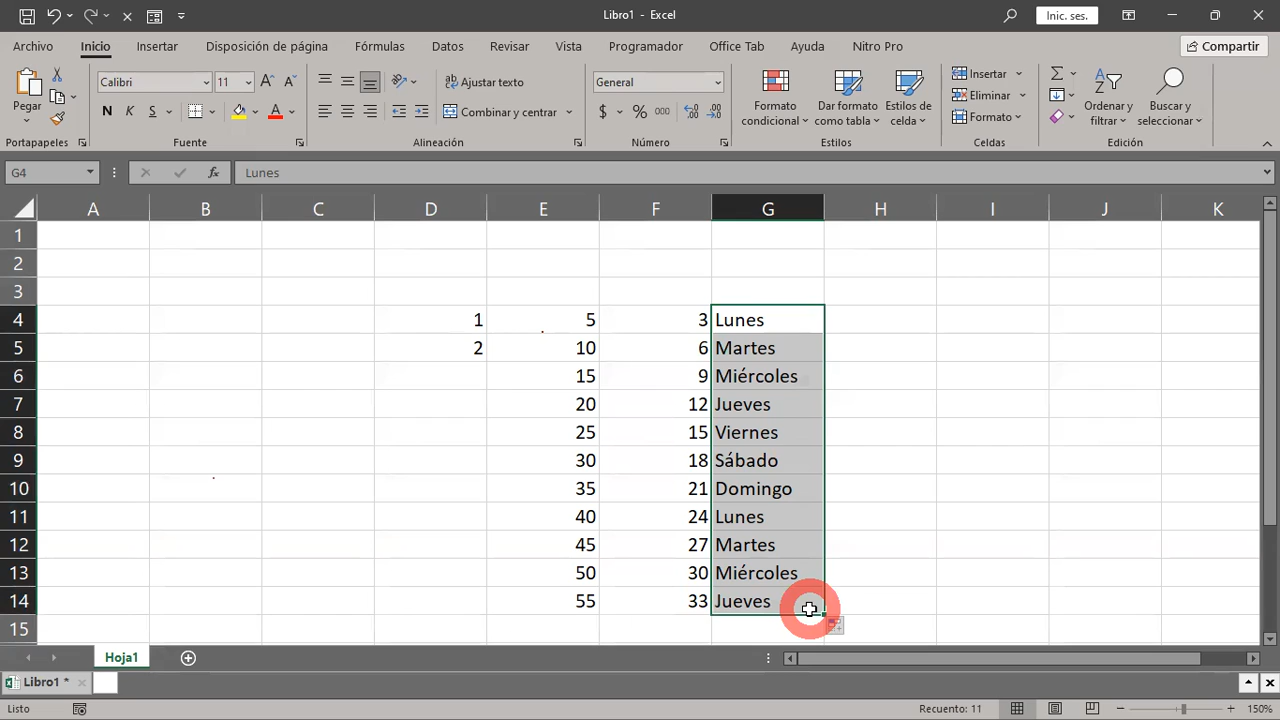 Libro1 - Excel
Inic. ses.
Archivo Inicio Insertar Disposición de página Fórmulas Datos Revisar Vista Programador Office Tab Ayuda Nitro Pro Compartir
Pegar
Calibri 11
A A
N K S A
Ajustar texto
Combinar y centrar
General
$ % 000
Formato condicional
Dar formato como tabla
Estilos de celda
Insertar
Eliminar
Formato
Ordenar y filtrar
Buscar y seleccionar
Portapapeles Fuente Alineación Número Estilos Celdas Edición
G4 fx Lunes
A B C D E F G H I J K
1
2
3
4 1 5 3 Lunes
5 2 10 6 Martes
6 15 9 Miércoles
7 20 12 Jueves
8 25 15 Viernes
9 30 18 Sábado
10 35 21 Domingo
11 40 24 Lunes
12 45 27 Martes
13 50 30 Miércoles
14 55 33 Jueves
15
Hoja1
Libro1 *
Listo Recuento: 11 150%